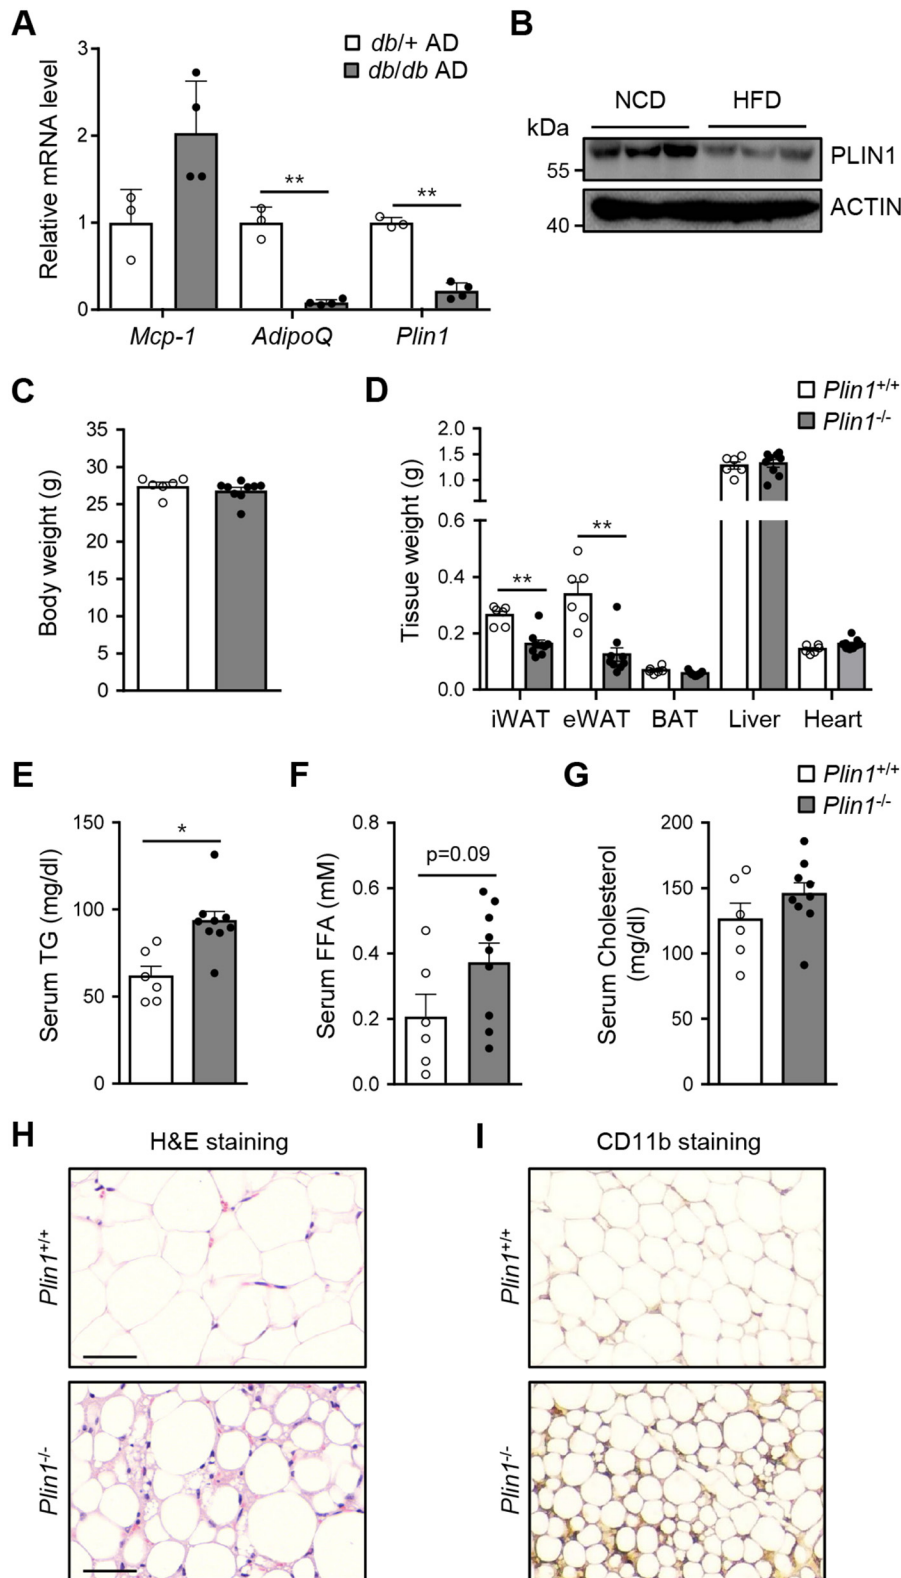 A
Relative mRNA level
3
2
1
0
db/+ AD
db/db AD
**
**
Mcp-1
AdipoQ
Plin1
B
NCD
HFD
kDa
55
40
PLIN1
ACTIN
C
Body weight (g)
35
30
25
20
15
10
5
0
D
Plin1+/+
Plin1-/-
Tissue weight (g)
2.0
1.5
1.0
0.6
0.4
0.2
0.0
**
**
iWAT
eWAT
BAT
Liver
Heart
E
Serum TG (mg/dl)
150
100
50
0
*
F
Serum FFA (mM)
0.8
0.6
0.4
0.2
0.0
p=0.09
G
Plin1+/+
Plin1-/-
Serum Cholesterol
(mg/dl)
200
150
100
50
0
H
H&E staining
Plin1+/+
Plin1-/-
I
CD11b staining
Plin1+/+
Plin1-/-